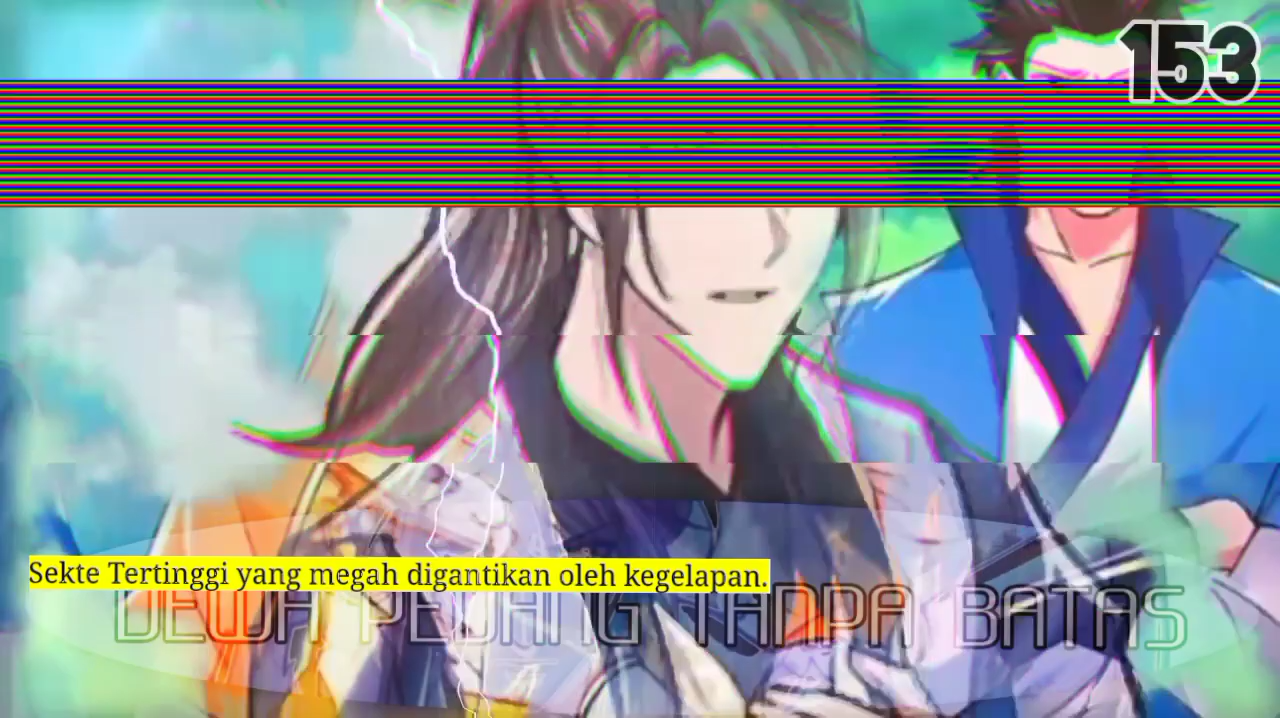 153
Sekte Tertinggi yang megah digantikan oleh kegelapan.
DEWA PEDANG TANPA BATAS